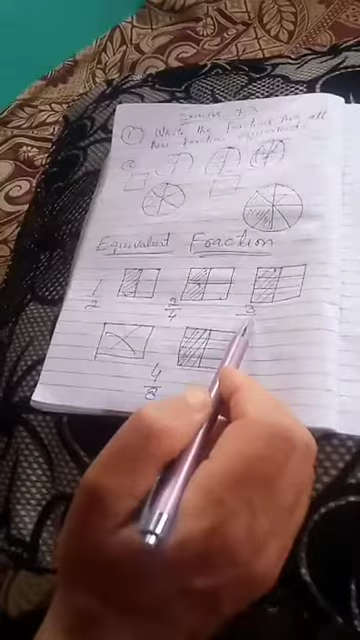 Exercise 7.3
① Write the fractions. Are all
these fractions equivalent
@
Equivalent Fraction
1/2 2/4 3
4/8